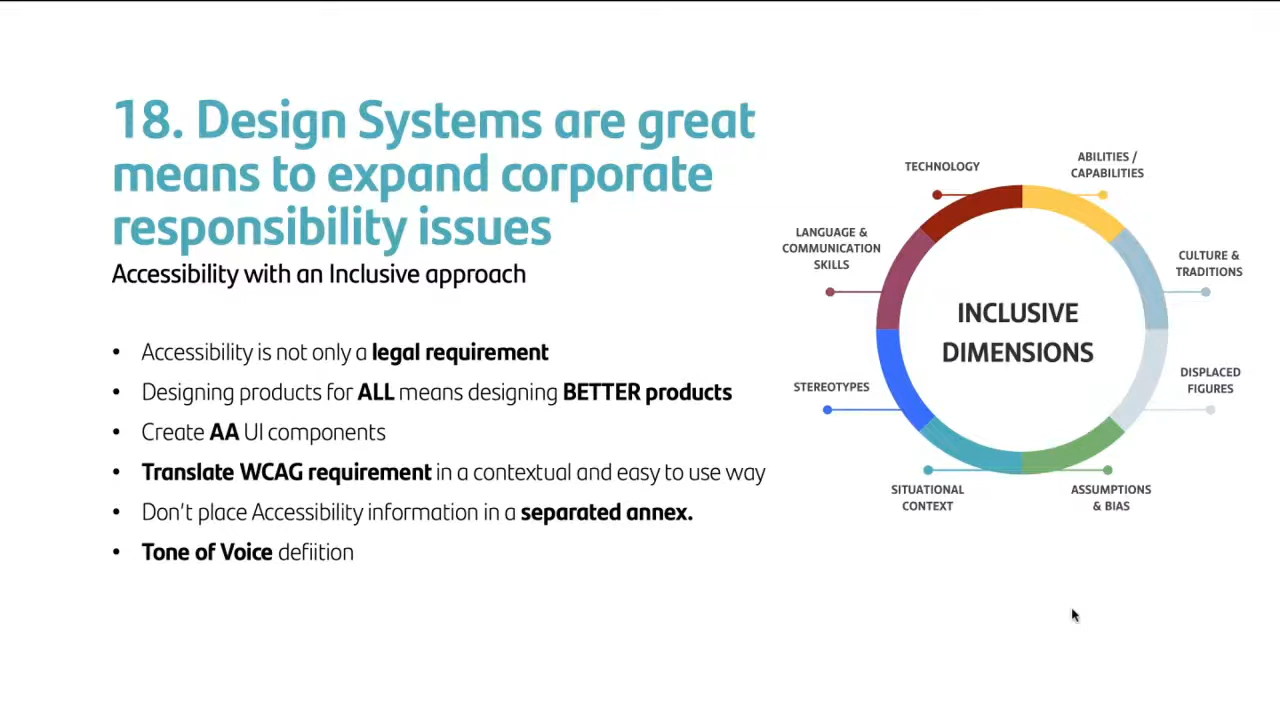 18. Design Systems are great
means to expand corporate
responsibility issues
Accessibility with an Inclusive approach
• Accessibility is not only a legal requirement
• Designing products for ALL means designing BETTER products
• Create AA UI components
• Translate WCAG requirement in a contextual and easy to use way
• Don't place Accessibility information in a separated annex.
• Tone of Voice defiition
TECHNOLOGY
ABILITIES /
CAPABILITIES
LANGUAGE &
COMMUNICATION
SKILLS
CULTURE &
TRADITIONS
INCLUSIVE
DIMENSIONS
STEREOTYPES
DISPLACED
FIGURES
SITUATIONAL
CONTEXT
ASSUMPTIONS
& BIAS